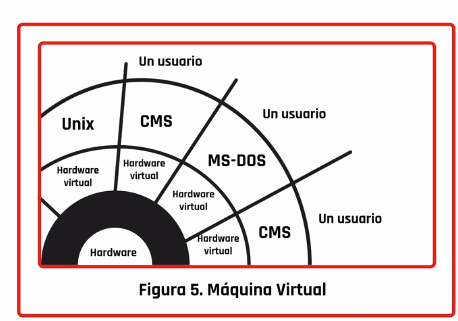 Un usuario
Unix
CMS
Un usuario
Hardware
virtual
Hardware
virtual
MS-DOS
Hardware
virtual
Un usuario
CMS
Hardware
virtual
Hardware
Figura 5. Máquina Virtual